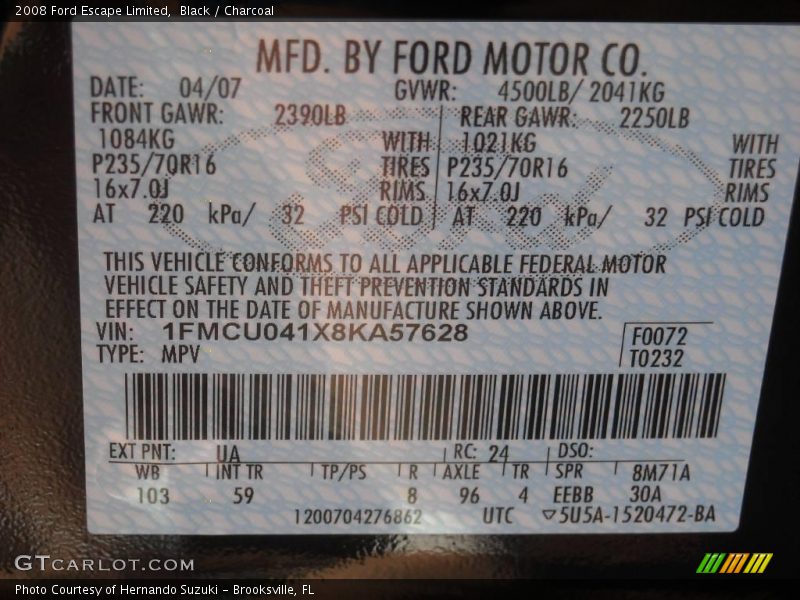 2008 Ford Escape Limited, Black / Charcoal
MFD. BY FORD MOTOR CO.
DATE: 04/07 GVWR: 4500LB/ 2041KG
FRONT GAWR: 2390LB REAR GAWR: 2250LB
1084KG WITH 1021KG WITH
P235/70R16 TIRES P235/70R16 TIRES
16x7.0J RIMS 16x7.0J RIMS
AT 220 kPa/ 32 PSI COLD AT 220 kPa/ 32 PSI COLD
THIS VEHICLE CONFORMS TO ALL APPLICABLE FEDERAL MOTOR
VEHICLE SAFETY AND THEFT PREVENTION STANDARDS IN
EFFECT ON THE DATE OF MANUFACTURE SHOWN ABOVE.
VIN: 1FMCU041X8KA57628 F0072
TYPE: MPV T0232
EXT PNT: UA RC: 24 DSO:
WB INT TR TP/PS R AXLE TR SPR 8M71A
103 59 8 96 4 EEBB 30A
1200704276862 UTC ▽5U5A-1520472-BA
GTCARLOT.COM
Photo Courtesy of Hernando Suzuki - Brooksville, FL